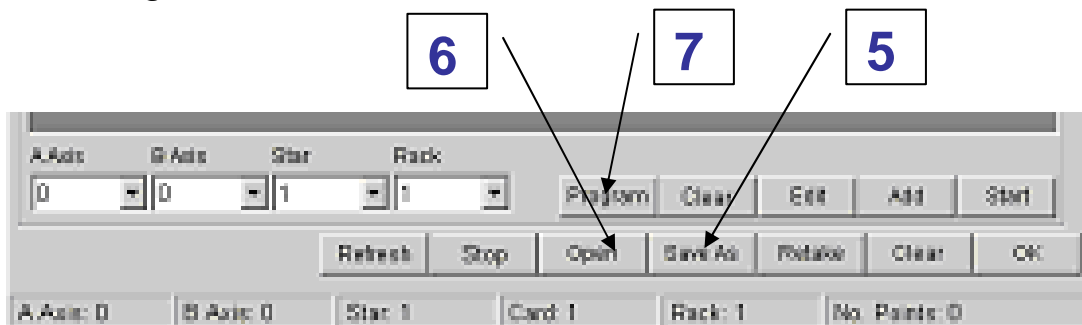 6 7 5
A Axis B Axis Star Rack
0 0 1 1 Program Clear Edit Add Start
Refresh Stop Open Save As Retake Clear OK
A Axis: 0 B Axis: 0 Star: 1 Card: 1 Rack: 1 No. Points: 0